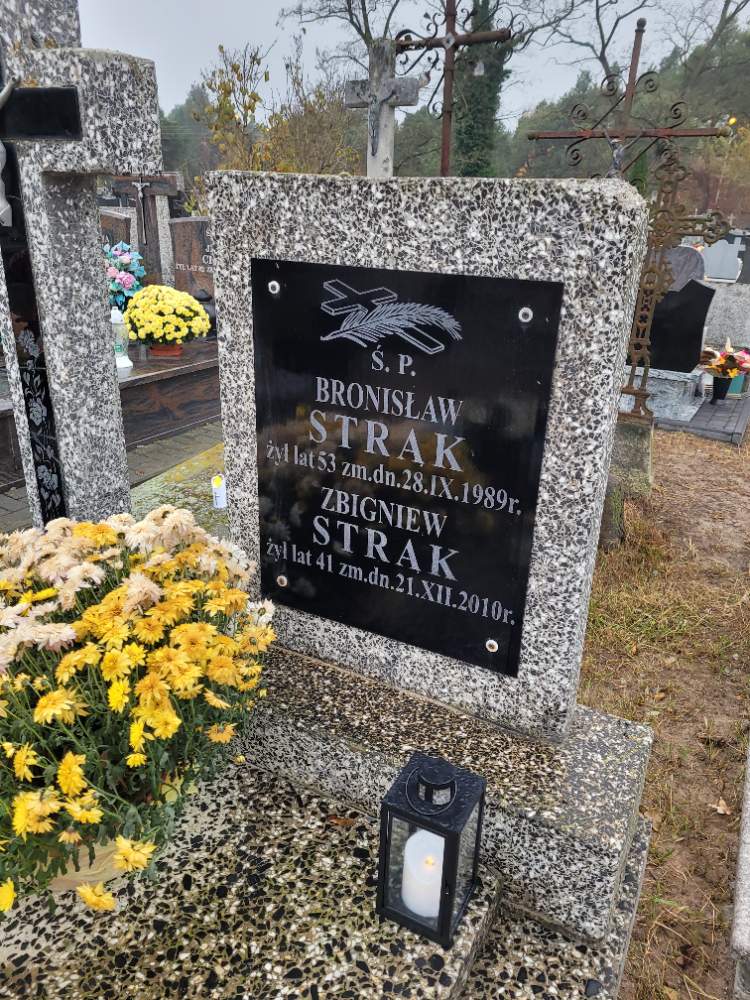 Ś. P.
BRONISŁAW
STRAK
żył lat 53 zm.dn.28.IX.1989r.
ZBIGNIEW
STRAK
żył lat 41 zm.dn.21.XII.2010r.